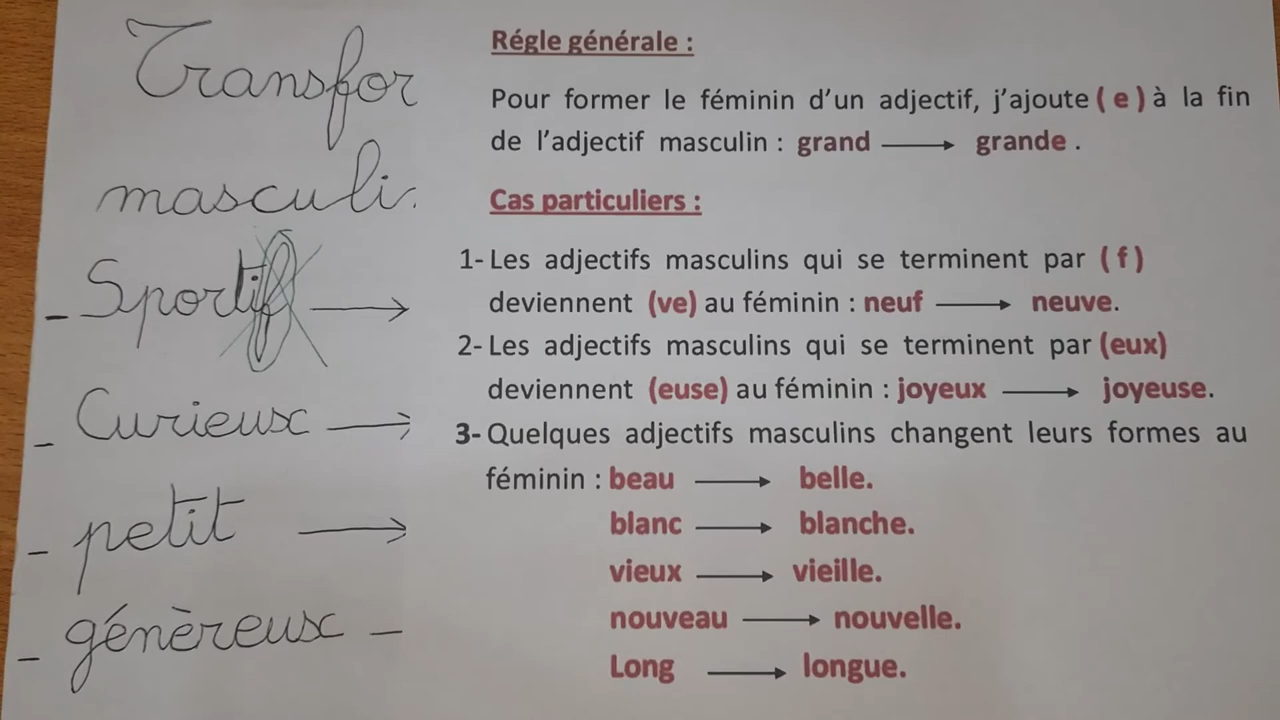 Transfor
masculi
- Sportif →
- Curieux →
- petit →
- génèreux -
Régle générale :
Pour former le féminin d'un adjectif, j'ajoute ( e ) à la fin
de l'adjectif masculin : grand → grande .
Cas particuliers :
1- Les adjectifs masculins qui se terminent par ( f )
deviennent (ve) au féminin : neuf → neuve.
2- Les adjectifs masculins qui se terminent par (eux)
deviennent (euse) au féminin : joyeux → joyeuse.
3- Quelques adjectifs masculins changent leurs formes au
féminin : beau → belle.
blanc → blanche.
vieux → vieille.
nouveau → nouvelle.
Long → longue.